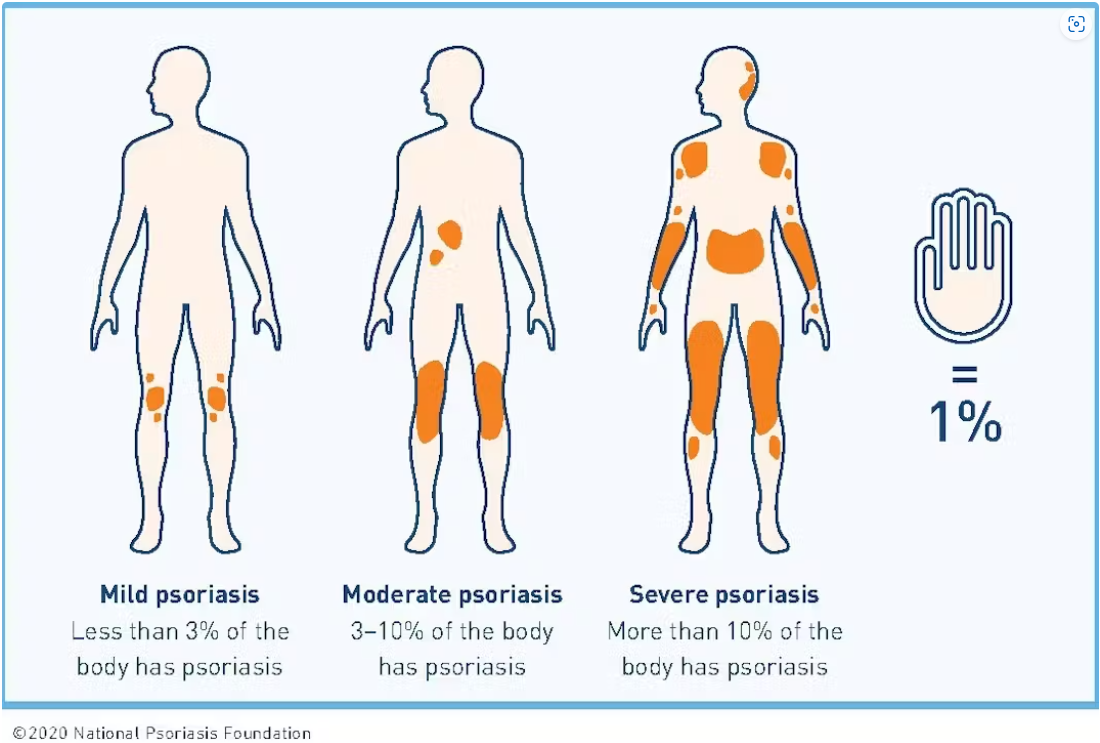 =
1%
Mild psoriasis
Less than 3% of the
body has psoriasis
Moderate psoriasis
3–10% of the body
has psoriasis
Severe psoriasis
More than 10% of the
body has psoriasis
©2020 National Psoriasis Foundation